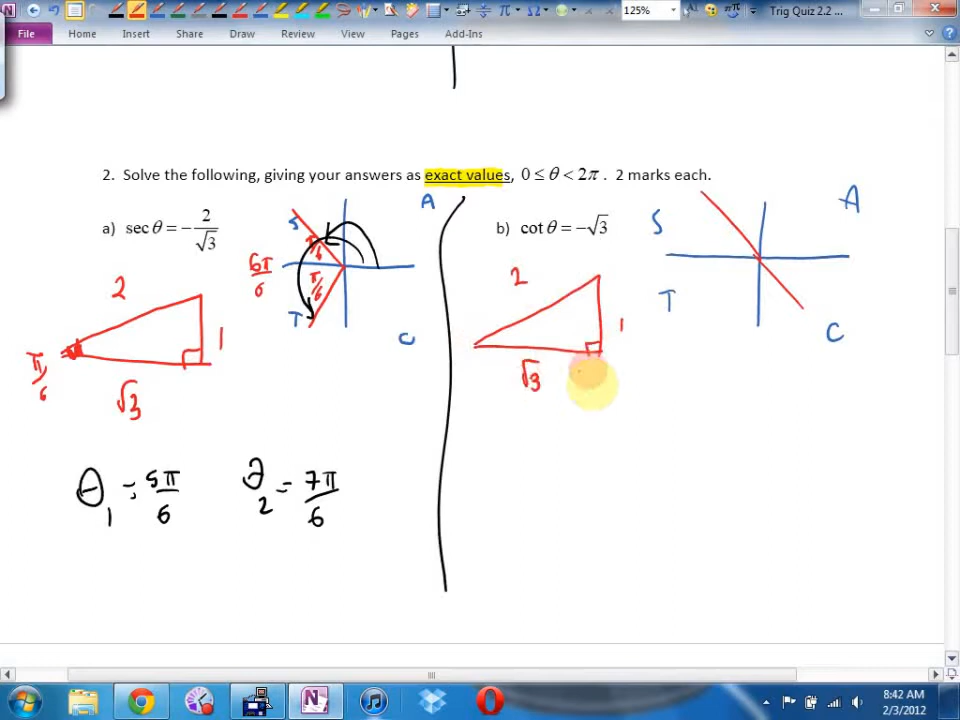 125%
Trig Quiz 2.2 ...
File Home Insert Share Draw Review Pages Add-Ins
2. Solve the following, giving your answers as exact values, 0 ≤ θ < 2π. 2 marks each.
a) sec θ = − 2/√3
S A
6π/6
π/6
π/6
T C
2
1
π/6
√3
θ₁ = 5π/6 θ₂ = 7π/6
b) cot θ = −√3
S A
T C
2
1
√3
8:42 AM
2/3/2012